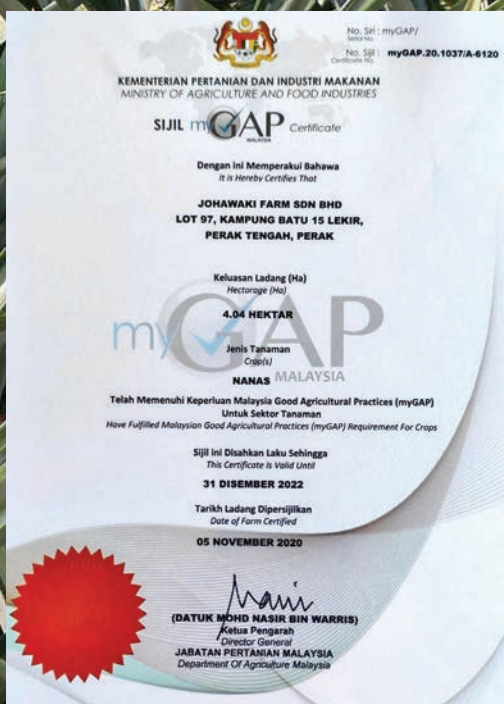 No. Siri : myGAP/
Serial No.
No. Sijil : myGAP.20.1037/A-6120
Certificate No.
KEMENTERIAN PERTANIAN DAN INDUSTRI MAKANAN
MINISTRY OF AGRICULTURE AND FOOD INDUSTRIES
SIJIL myGAP Certificate
MALAYSIA
Dengan ini Memperakui Bahawa
It is Hereby Certifies That
JOHAWAKI FARM SDN BHD
LOT 97, KAMPUNG BATU 15 LEKIR,
PERAK TENGAH, PERAK
Keluasan Ladang (Ha)
Hectarage (Ha)
4.04 HEKTAR
myGAP
Jenis Tanaman
Crop(s)
NANAS
MALAYSIA
Telah Memenuhi Keperluan Malaysia Good Agricultural Practices (myGAP)
Untuk Sektor Tanaman
Have Fulfilled Malaysian Good Agricultural Practices (myGAP) Requirement For Crops
Sijil ini Disahkan Laku Sehingga
This Certificate Is Valid Until
31 DISEMBER 2022
Tarikh Ladang Dipersijilkan
Date of Farm Certified
05 NOVEMBER 2020
(DATUK MOHD NASIR BIN WARRIS)
Ketua Pengarah
Director General
JABATAN PERTANIAN MALAYSIA
Department Of Agriculture Malaysia